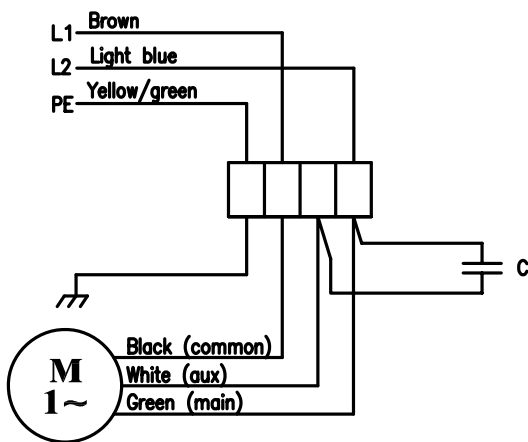 L1 Brown
L2 Light blue
PE Yellow/green
C
Black (common)
White (aux)
Green (main)
M
1~